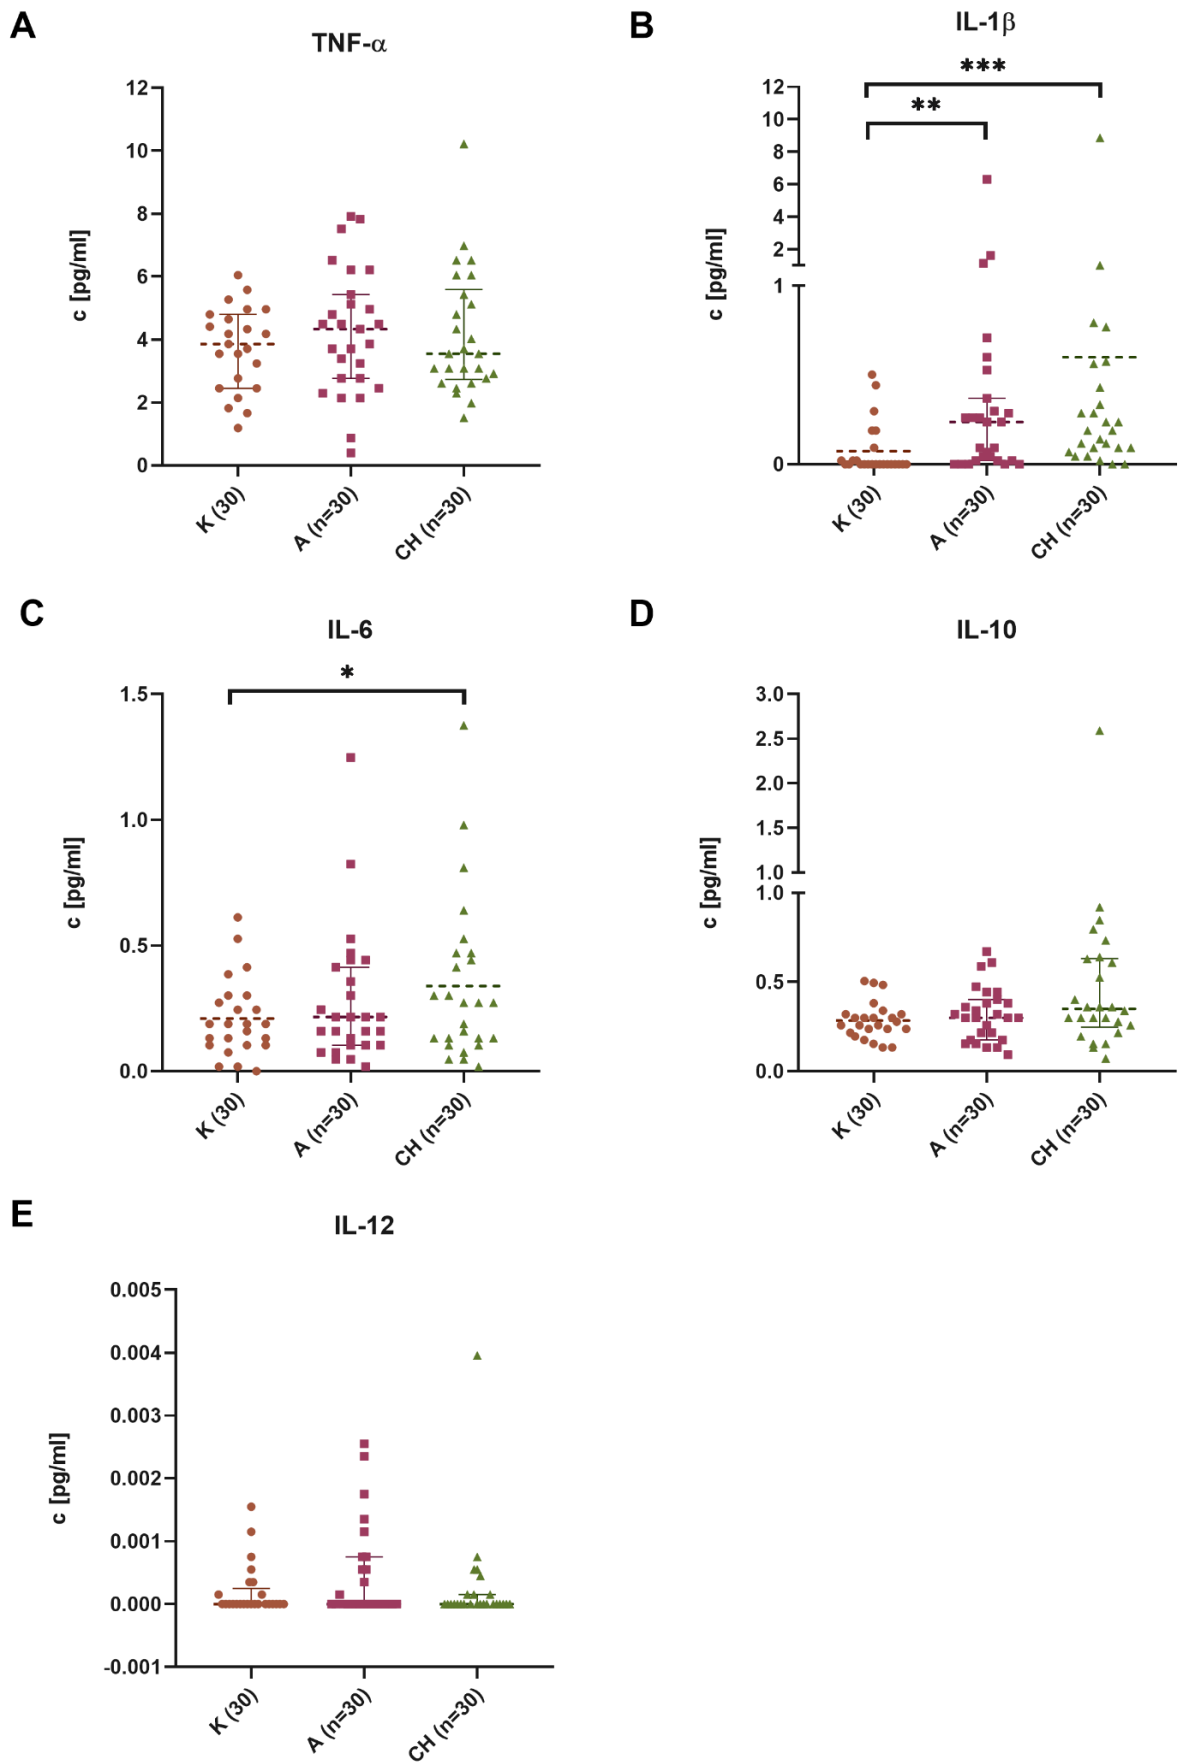 A
TNF-α
12
10
8
6
4
2
0
c [pg/ml]
K (30)
A (n=30)
CH (n=30)
B
IL-1β
***
**
12
10
8
6
4
2
1
0
c [pg/ml]
K (30)
A (n=30)
CH (n=30)
C
IL-6
*
1.5
1.0
0.5
0.0
c [pg/ml]
K (30)
A (n=30)
CH (n=30)
D
IL-10
3.0
2.5
2.0
1.5
1.0
1.0
0.5
0.0
c [pg/ml]
K (30)
A (n=30)
CH (n=30)
E
IL-12
0.005
0.004
0.003
0.002
0.001
0.000
-0.001
c [pg/ml]
K (30)
A (n=30)
CH (n=30)